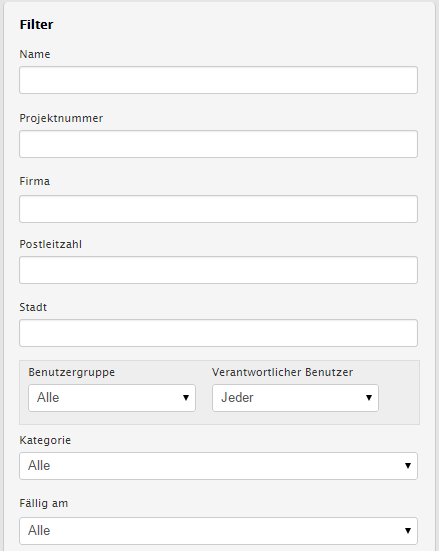 Filter
Name
Projektnummer
Firma
Postleitzahl
Stadt
Benutzergruppe Verantwortlicher Benutzer
Alle Jeder
Kategorie
Alle
Fällig am
Alle